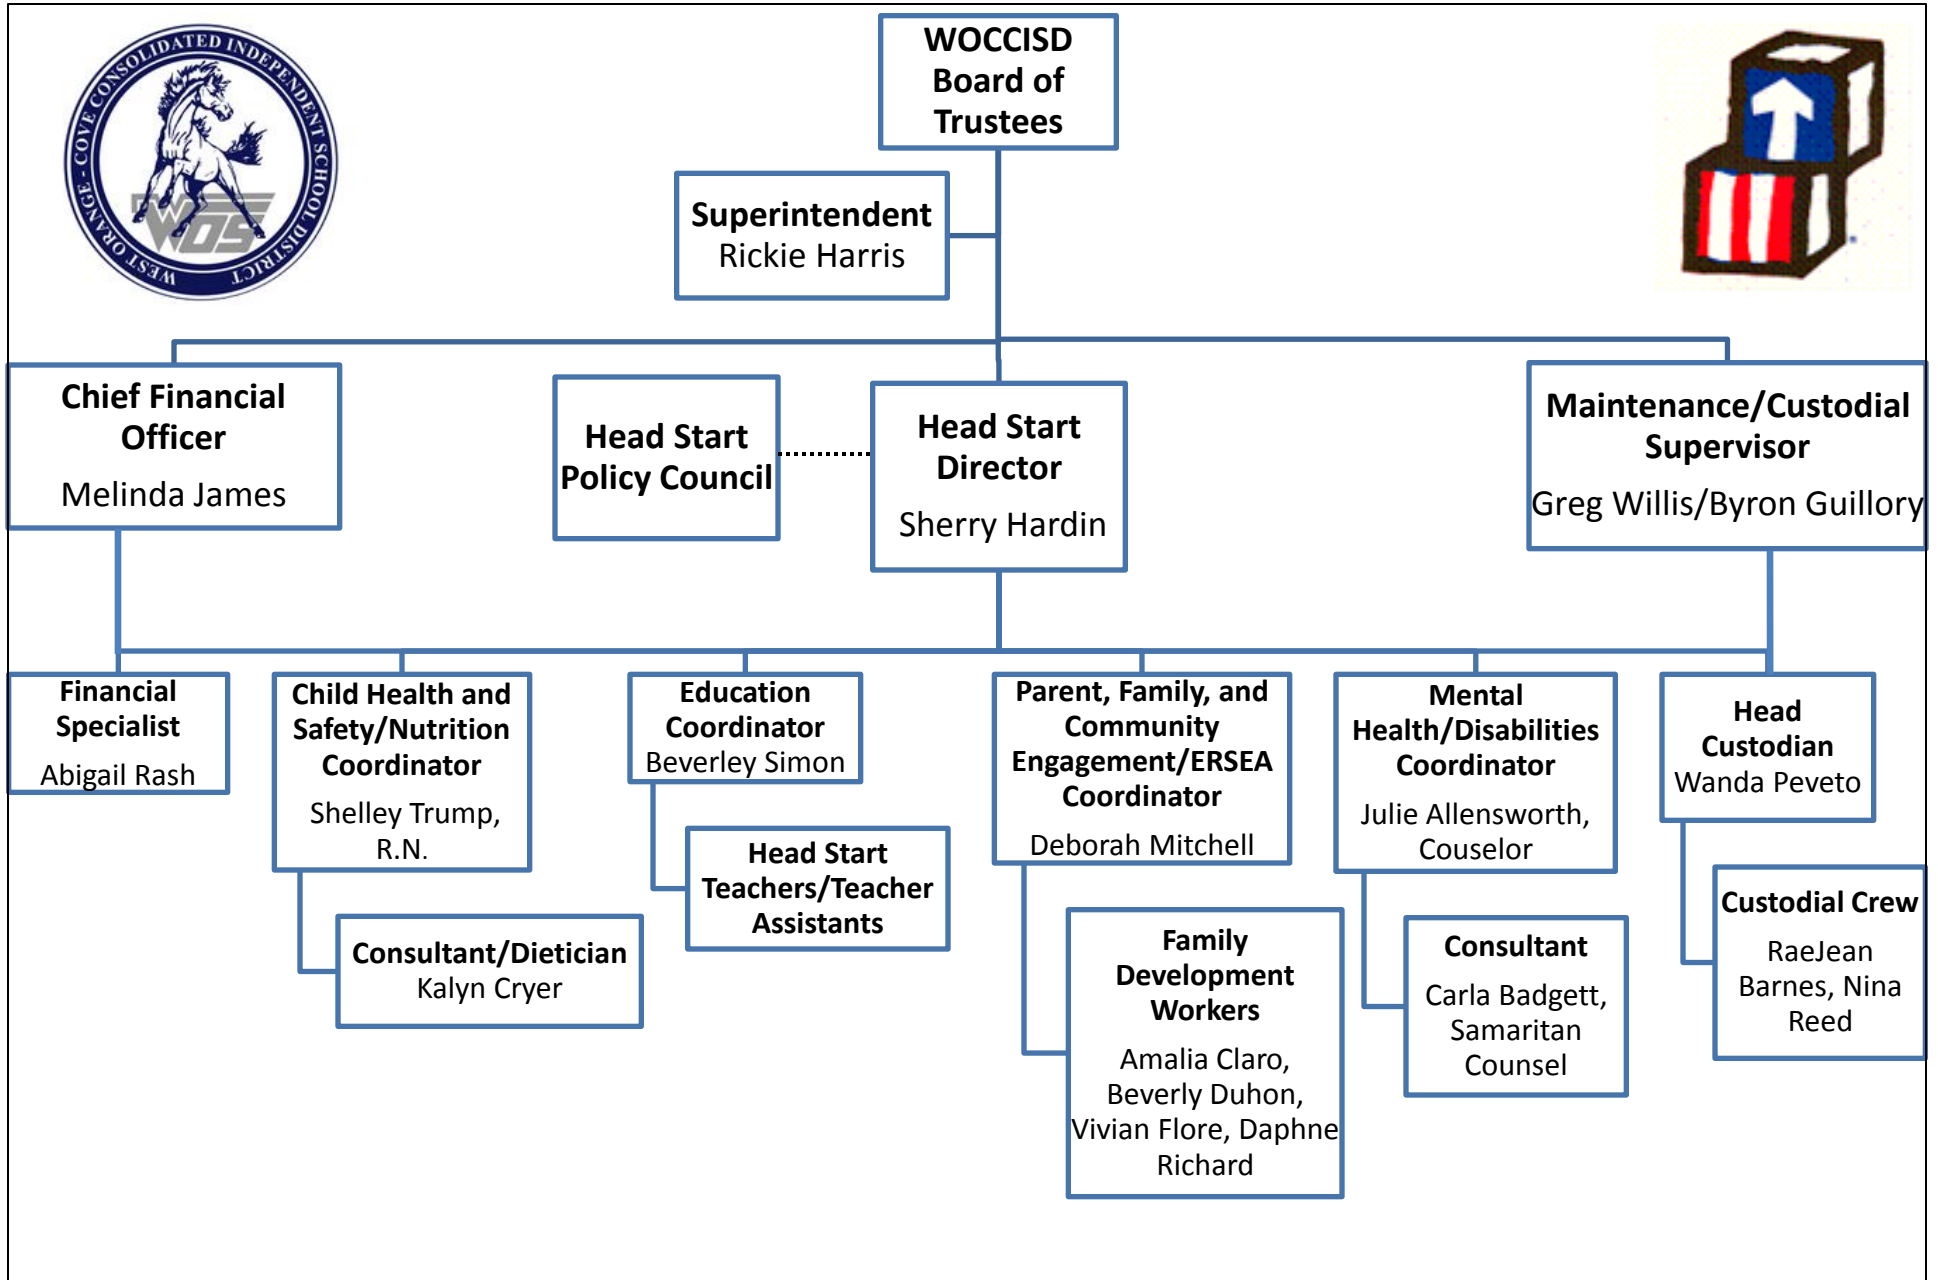 WEST ORANGE - COVE CONSOLIDATED INDEPENDENT SCHOOL DISTRICT
WOS
WOCCISD
Board of
Trustees
Superintendent
Rickie Harris
Chief Financial
Officer
Melinda James
Head Start
Policy Council
Head Start
Director
Sherry Hardin
Maintenance/Custodial
Supervisor
Greg Willis/Byron Guillory
Financial
Specialist
Abigail Rash
Child Health and
Safety/Nutrition
Coordinator
Shelley Trump,
R.N.
Consultant/Dietician
Kalyn Cryer
Education
Coordinator
Beverley Simon
Head Start
Teachers/Teacher
Assistants
Parent, Family, and
Community
Engagement/ERSEA
Coordinator
Deborah Mitchell
Family
Development
Workers
Amalia Claro,
Beverly Duhon,
Vivian Flore, Daphne
Richard
Mental
Health/Disabilities
Coordinator
Julie Allensworth,
Couselor
Consultant
Carla Badgett,
Samaritan
Counsel
Head
Custodian
Wanda Peveto
Custodial Crew
RaeJean
Barnes, Nina
Reed